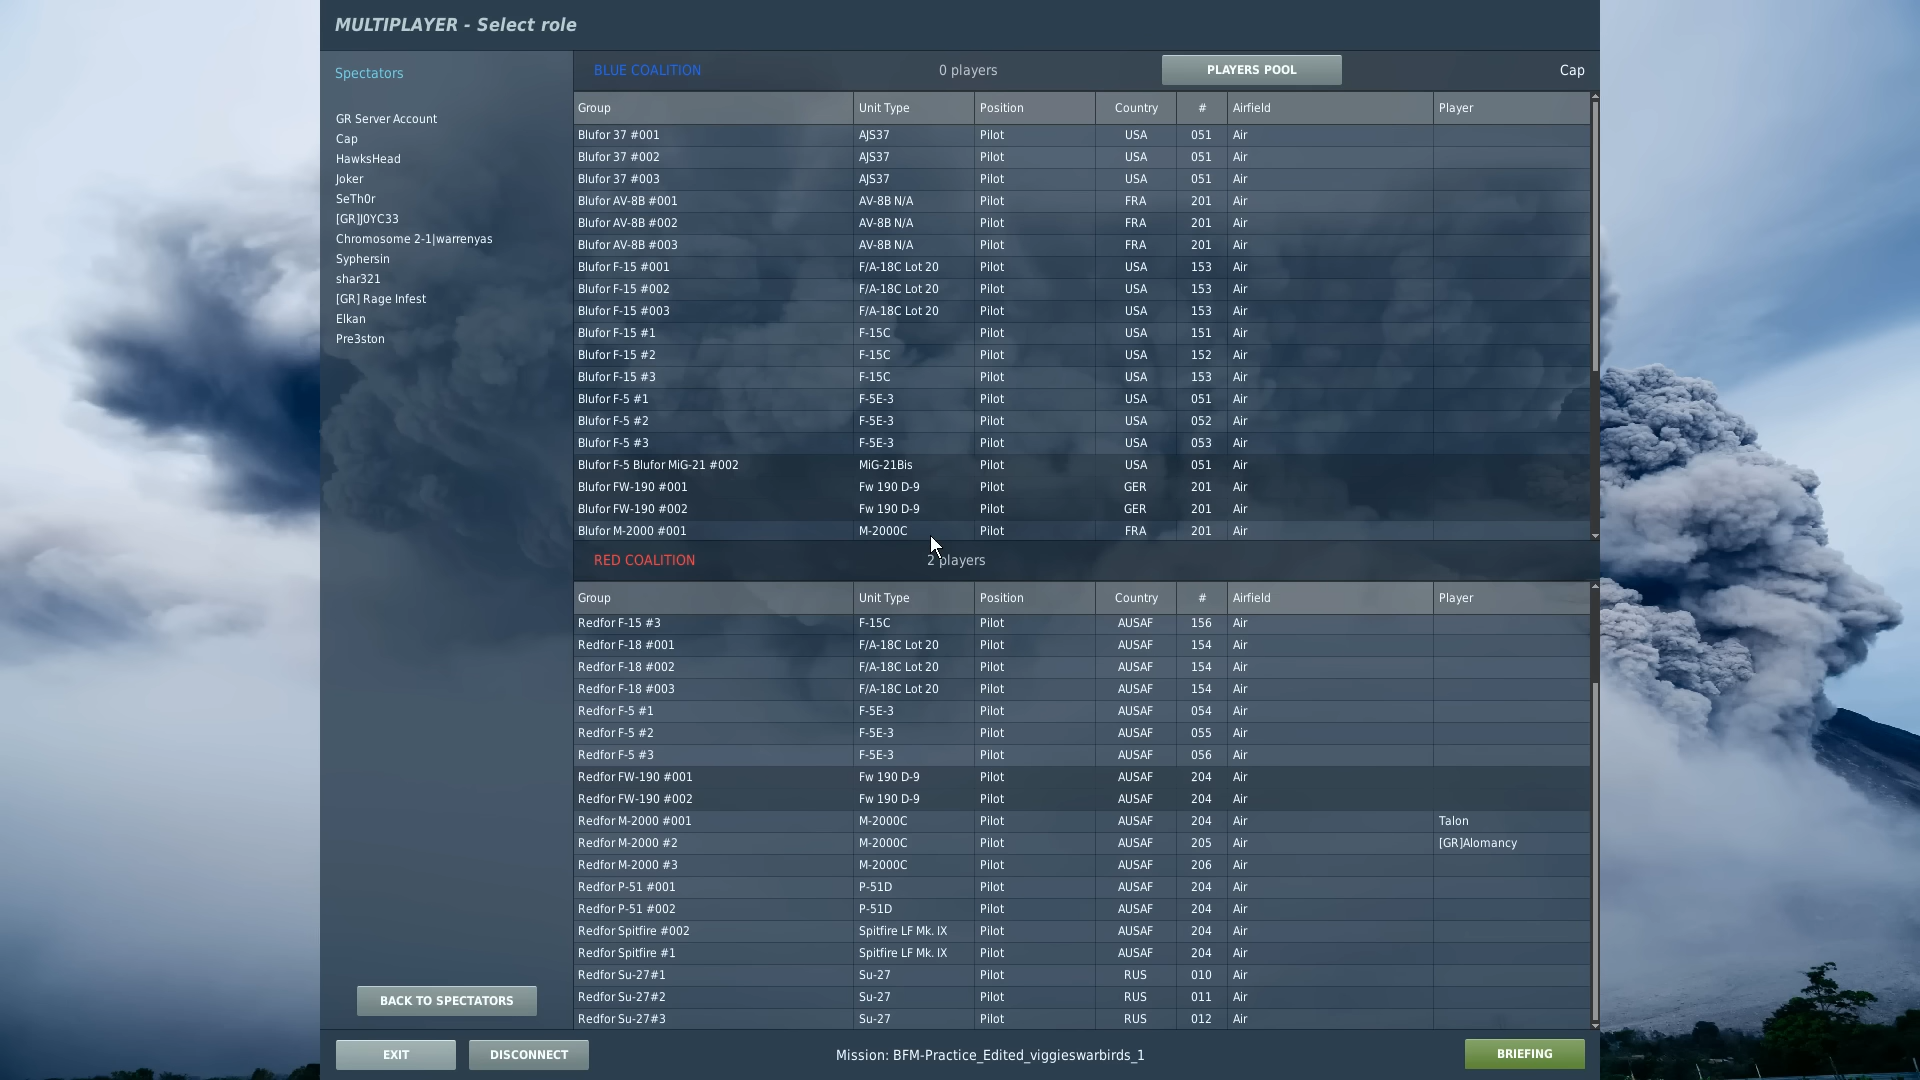 MULTIPLAYER - Select role
Spectators
GR Server Account
Cap
HawksHead
Joker
SeTh0r
[GR]J0YC33
Chromosome 2-1|warrenyas
Syphersin
shar321
[GR] Rage Infest
Elkan
Pre3ston
BLUE COALITION 0 players PLAYERS POOL Cap
Group Unit Type Position Country # Airfield Player
Blufor 37 #001 AJS37 Pilot USA 051 Air
Blufor 37 #002 AJS37 Pilot USA 051 Air
Blufor 37 #003 AJS37 Pilot USA 051 Air
Blufor AV-8B #001 AV-8B N/A Pilot FRA 201 Air
Blufor AV-8B #002 AV-8B N/A Pilot FRA 201 Air
Blufor AV-8B #003 AV-8B N/A Pilot FRA 201 Air
Blufor F-15 #001 F/A-18C Lot 20 Pilot USA 153 Air
Blufor F-15 #002 F/A-18C Lot 20 Pilot USA 153 Air
Blufor F-15 #003 F/A-18C Lot 20 Pilot USA 153 Air
Blufor F-15 #1 F-15C Pilot USA 151 Air
Blufor F-15 #2 F-15C Pilot USA 152 Air
Blufor F-15 #3 F-15C Pilot USA 153 Air
Blufor F-5 #1 F-5E-3 Pilot USA 051 Air
Blufor F-5 #2 F-5E-3 Pilot USA 052 Air
Blufor F-5 #3 F-5E-3 Pilot USA 053 Air
Blufor F-5 Blufor MiG-21 #002 MiG-21Bis Pilot USA 051 Air
Blufor FW-190 #001 Fw 190 D-9 Pilot GER 201 Air
Blufor FW-190 #002 Fw 190 D-9 Pilot GER 201 Air
Blufor M-2000 #001 M-2000C Pilot FRA 201 Air
RED COALITION 2 players
Group Unit Type Position Country # Airfield Player
Redfor F-15 #3 F-15C Pilot AUSAF 156 Air
Redfor F-18 #001 F/A-18C Lot 20 Pilot AUSAF 154 Air
Redfor F-18 #002 F/A-18C Lot 20 Pilot AUSAF 154 Air
Redfor F-18 #003 F/A-18C Lot 20 Pilot AUSAF 154 Air
Redfor F-5 #1 F-5E-3 Pilot AUSAF 054 Air
Redfor F-5 #2 F-5E-3 Pilot AUSAF 055 Air
Redfor F-5 #3 F-5E-3 Pilot AUSAF 056 Air
Redfor FW-190 #001 Fw 190 D-9 Pilot AUSAF 204 Air
Redfor FW-190 #002 Fw 190 D-9 Pilot AUSAF 204 Air
Redfor M-2000 #001 M-2000C Pilot AUSAF 204 Air Talon
Redfor M-2000 #2 M-2000C Pilot AUSAF 205 Air [GR]Alomancy
Redfor M-2000 #3 M-2000C Pilot AUSAF 206 Air
Redfor P-51 #001 P-51D Pilot AUSAF 204 Air
Redfor P-51 #002 P-51D Pilot AUSAF 204 Air
Redfor Spitfire #002 Spitfire LF Mk. IX Pilot AUSAF 204 Air
Redfor Spitfire #1 Spitfire LF Mk. IX Pilot AUSAF 204 Air
Redfor Su-27#1 Su-27 Pilot RUS 010 Air
Redfor Su-27#2 Su-27 Pilot RUS 011 Air
Redfor Su-27#3 Su-27 Pilot RUS 012 Air
BACK TO SPECTATORS
EXIT DISCONNECT Mission: BFM-Practice_Edited_viggieswarbirds_1 BRIEFING